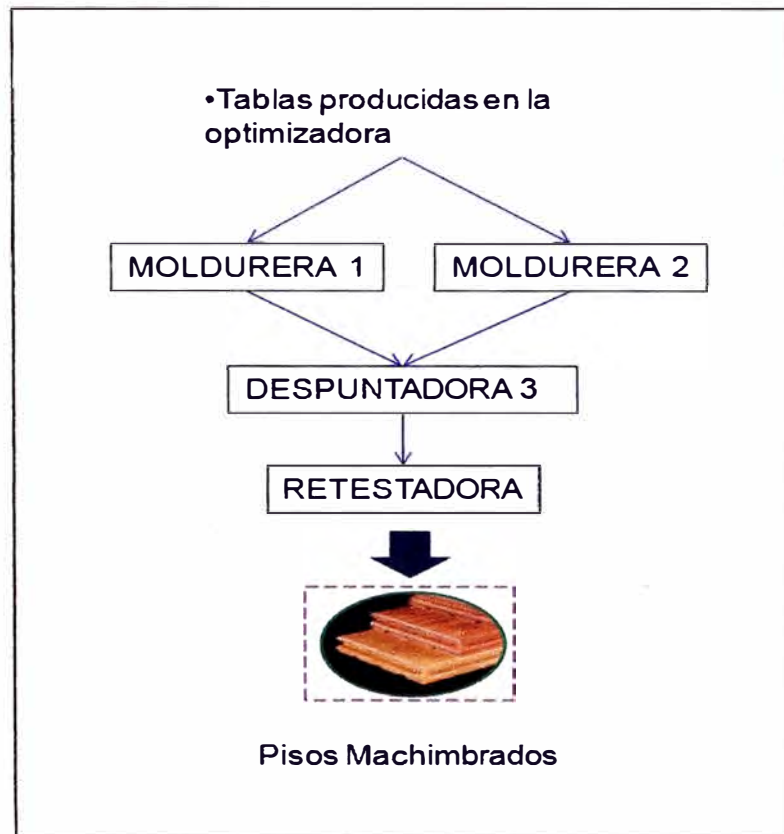 •Tablas producidas en la
optimizadora
MOLDURERA 1
MOLDURERA 2
DESPUNTADORA 3
RETESTADORA
Pisos Machimbrados